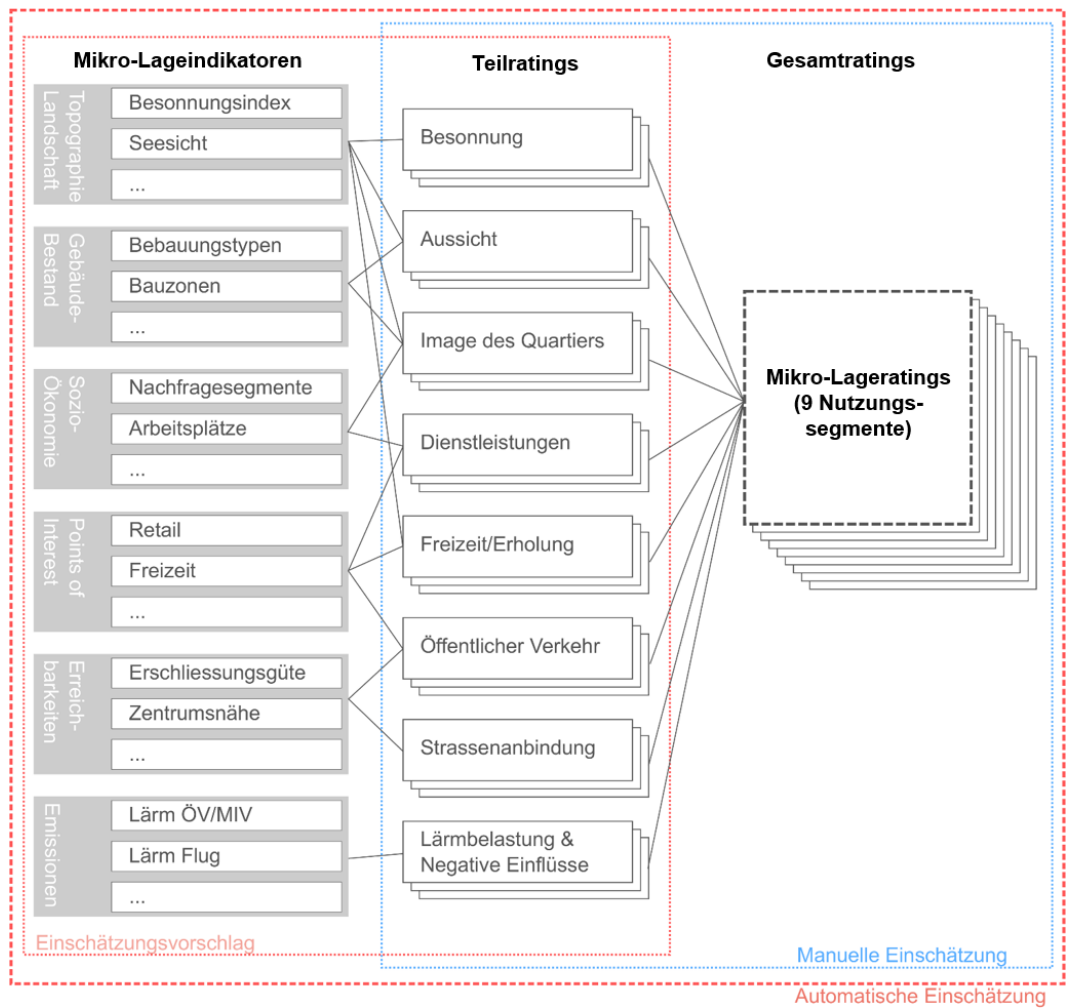 Mikro-Lageindikatoren
Topographie
Landschaft
Besonnungsindex
Seesicht
...
Gebäude-
Bestand
Bebauungstypen
Bauzonen
...
Sozio-
Ökonomie
Nachfragesegmente
Arbeitsplätze
...
Points of
Interest
Retail
Freizeit
...
Erreich-
barkeiten
Erschliessungsgüte
Zentrumsnähe
...
Emissionen
Lärm ÖV/MIV
Lärm Flug
...
Einschätzungsvorschlag
Teilratings
Besonnung
Aussicht
Image des Quartiers
Dienstleistungen
Freizeit/Erholung
Öffentlicher Verkehr
Strassenanbindung
Lärmbelastung &
Negative Einflüsse
Gesamtratings
Mikro-Lageratings
(9 Nutzungs-
segmente)
Manuelle Einschätzung
Automatische Einschätzung